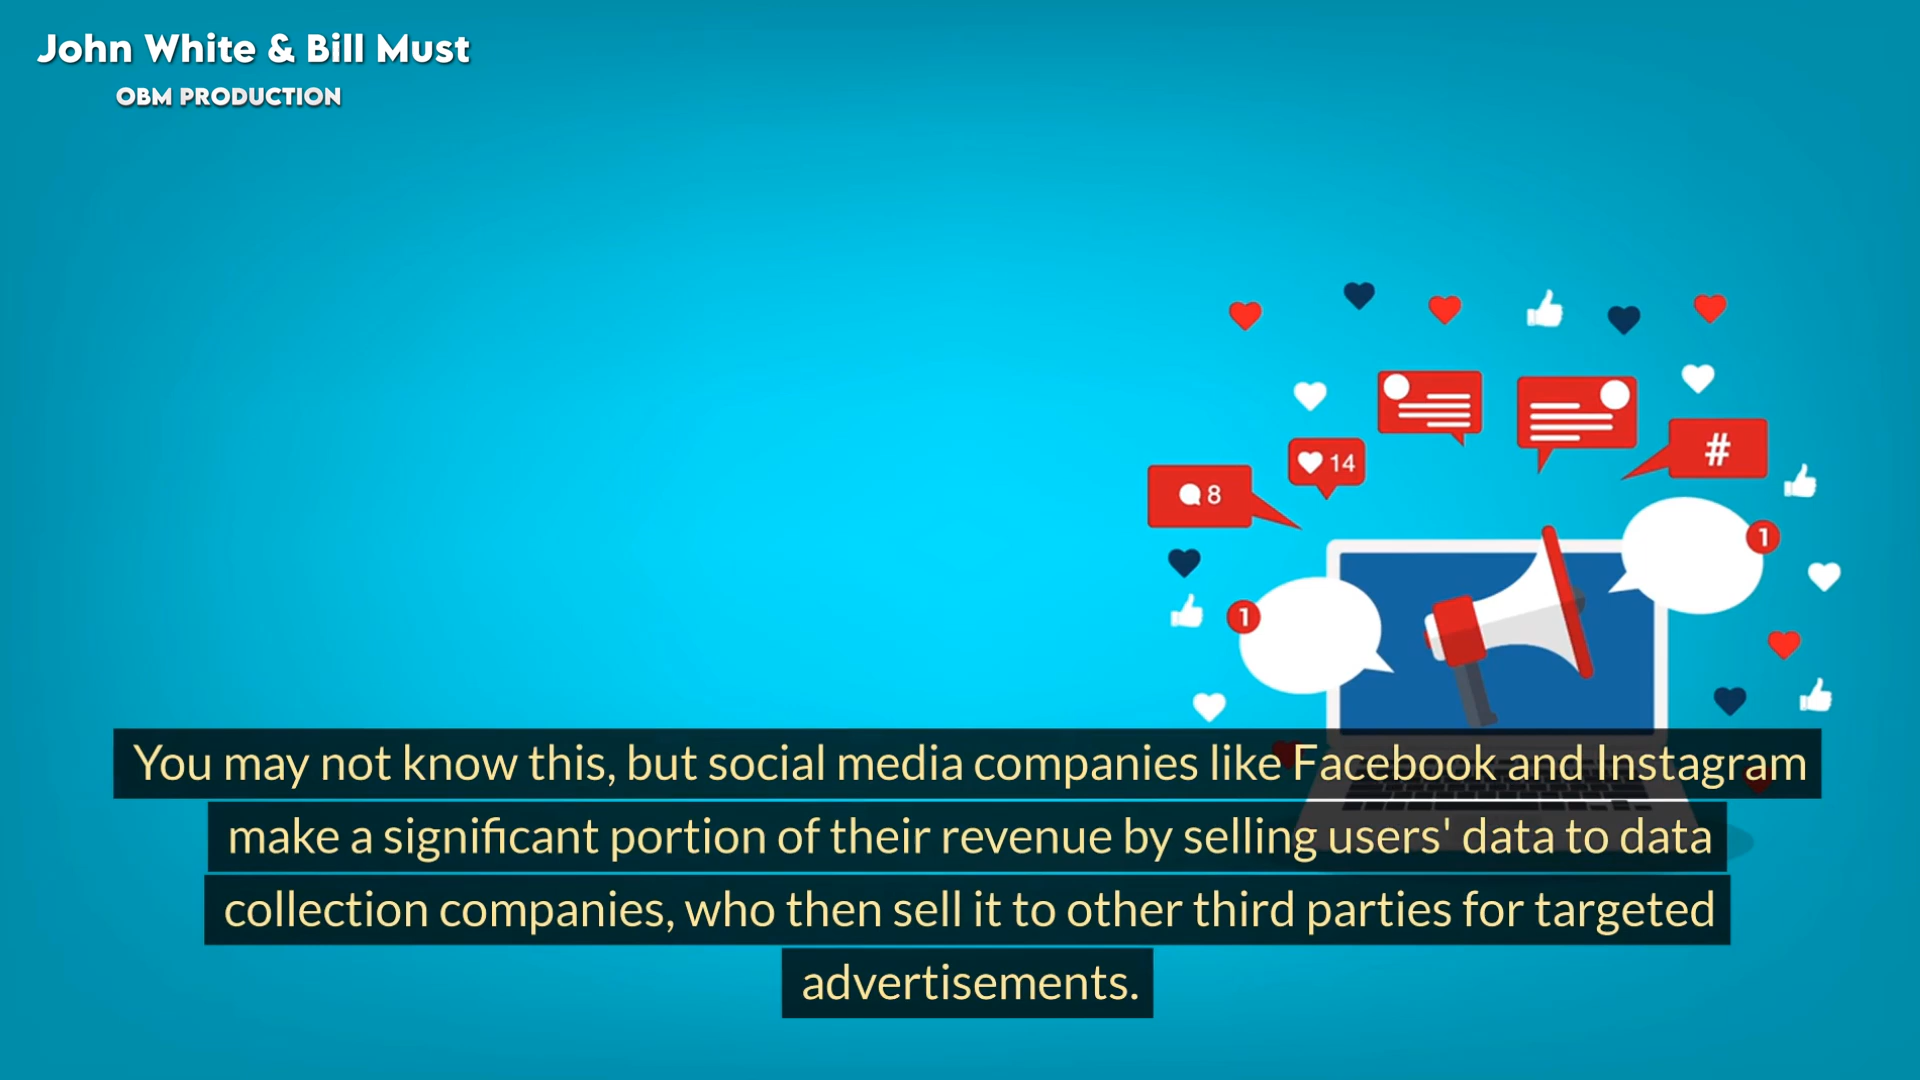 John White & Bill Must
OBM PRODUCTION
14
#
8
1
1
You may not know this, but social media companies like Facebook and Instagram
make a significant portion of their revenue by selling users' data to data
collection companies, who then sell it to other third parties for targeted
advertisements.